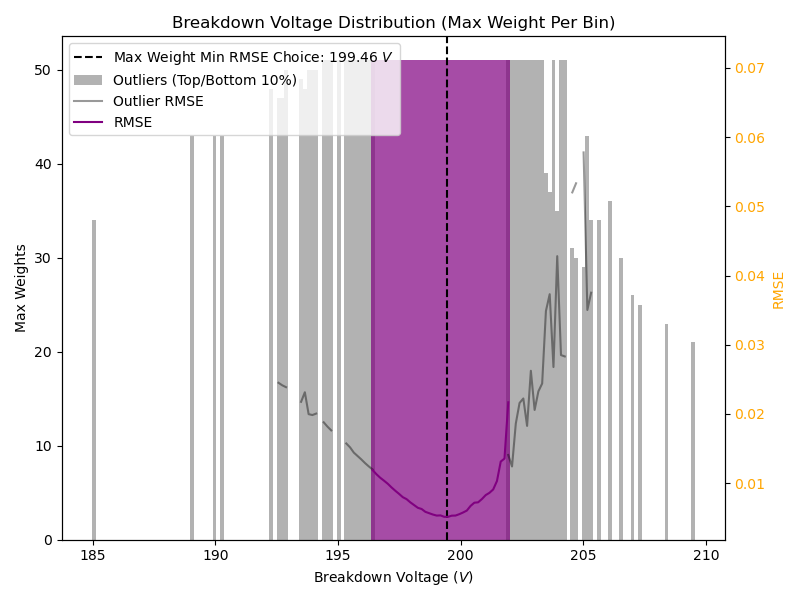 Breakdown Voltage Distribution (Max Weight Per Bin)
Max Weight Min RMSE Choice: 199.46 V
Outliers (Top/Bottom 10%)
Outlier RMSE
RMSE
50
40
30
20
10
0
Max Weights
0.07
0.06
0.05
0.04
0.03
0.02
0.01
RMSE
185
190
195
200
205
210
Breakdown Voltage (V)